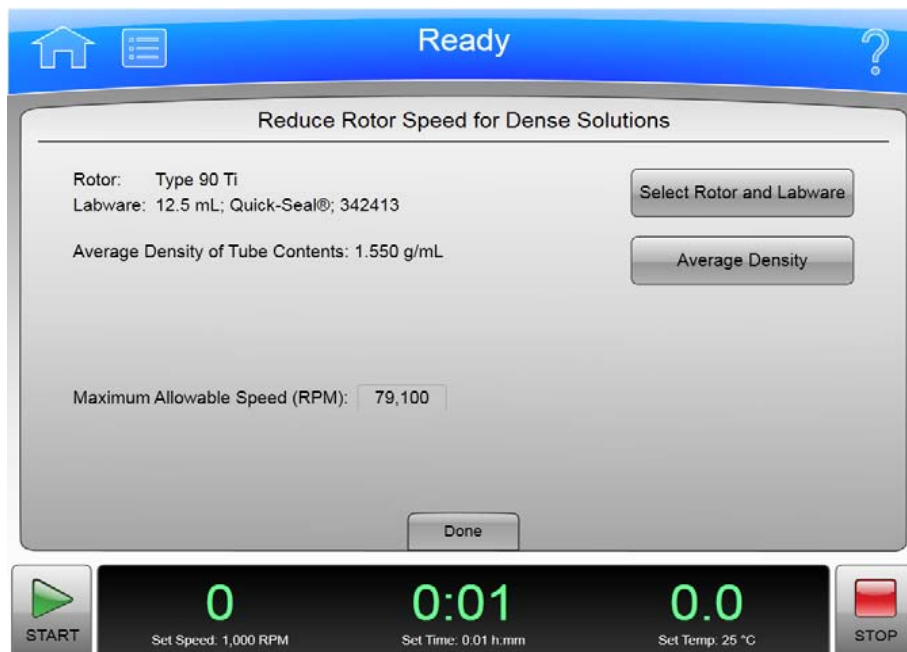 Ready
?
Reduce Rotor Speed for Dense Solutions
Rotor: Type 90 Ti
Select Rotor and Labware
Labware: 12.5 mL; Quick-Seal®; 342413
Average Density of Tube Contents: 1.550 g/mL
Average Density
Maximum Allowable Speed (RPM): 79,100
Done
START
0
Set Speed: 1,000 RPM
0:01
Set Time: 0:01 h:mm
0.0
Set Temp: 25 °C
STOP